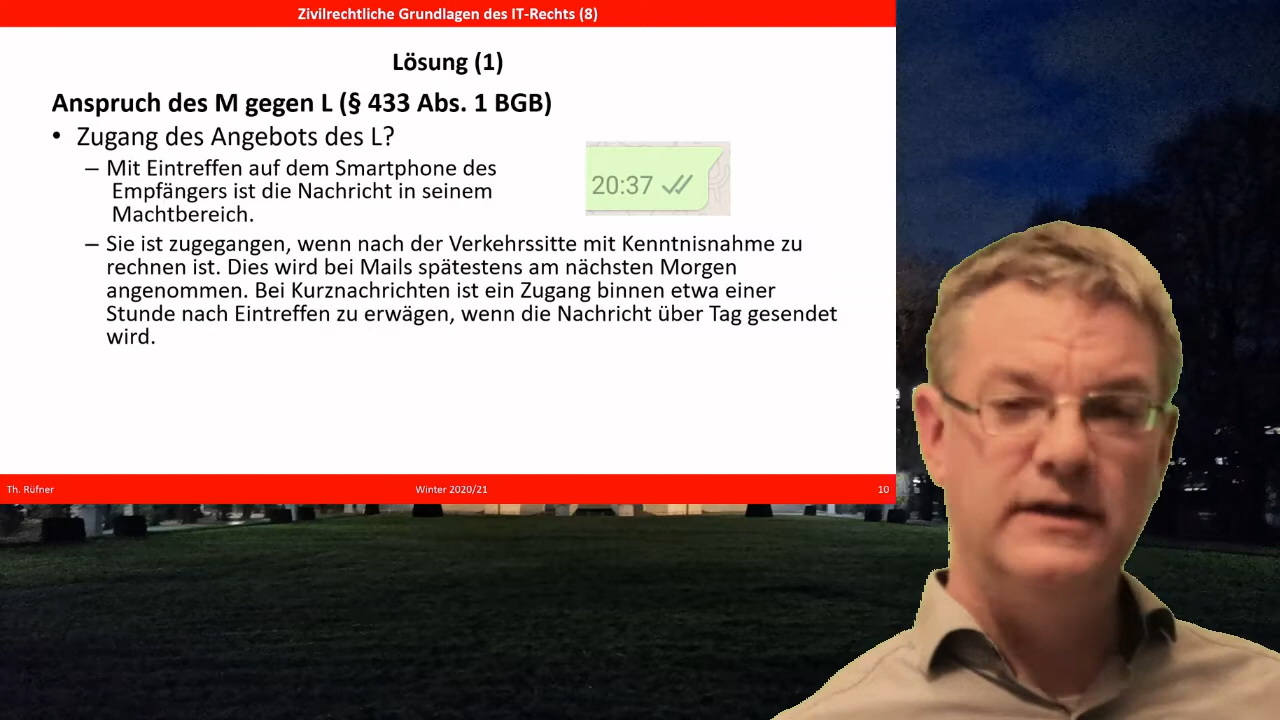 Zivilrechtliche Grundlagen des IT-Rechts (8)
Lösung (1)
Anspruch des M gegen L (§ 433 Abs. 1 BGB)
• Zugang des Angebots des L?
– Mit Eintreffen auf dem Smartphone des
Empfängers ist die Nachricht in seinem
Machtbereich.
20:37
– Sie ist zugegangen, wenn nach der Verkehrssitte mit Kenntnisnahme zu
rechnen ist. Dies wird bei Mails spätestens am nächsten Morgen
angenommen. Bei Kurznachrichten ist ein Zugang binnen etwa einer
Stunde nach Eintreffen zu erwägen, wenn die Nachricht über Tag gesendet
wird.
Th. Rüfner
Winter 2020/21
10